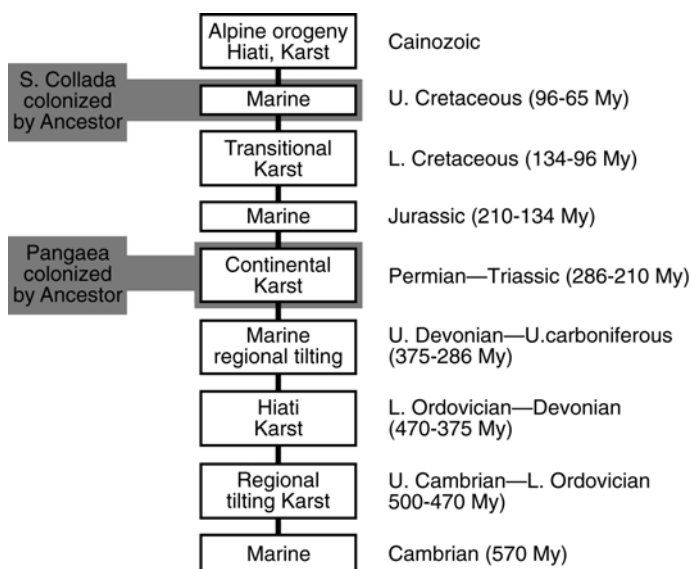 Alpine orogeny
Hiati, Karst
Cainozoic
S. Collada
colonized
by Ancestor
Marine
U. Cretaceous (96-65 My)
Transitional
Karst
L. Cretaceous (134-96 My)
Marine
Jurassic (210-134 My)
Pangaea
colonized
by Ancestor
Continental
Karst
Permian—Triassic (286-210 My)
Marine
regional tilting
U. Devonian—U.carboniferous
(375-286 My)
Hiati
Karst
L. Ordovician—Devonian
(470-375 My)
Regional
tilting Karst
U. Cambrian—L. Ordovician
500-470 My)
Marine
Cambrian (570 My)